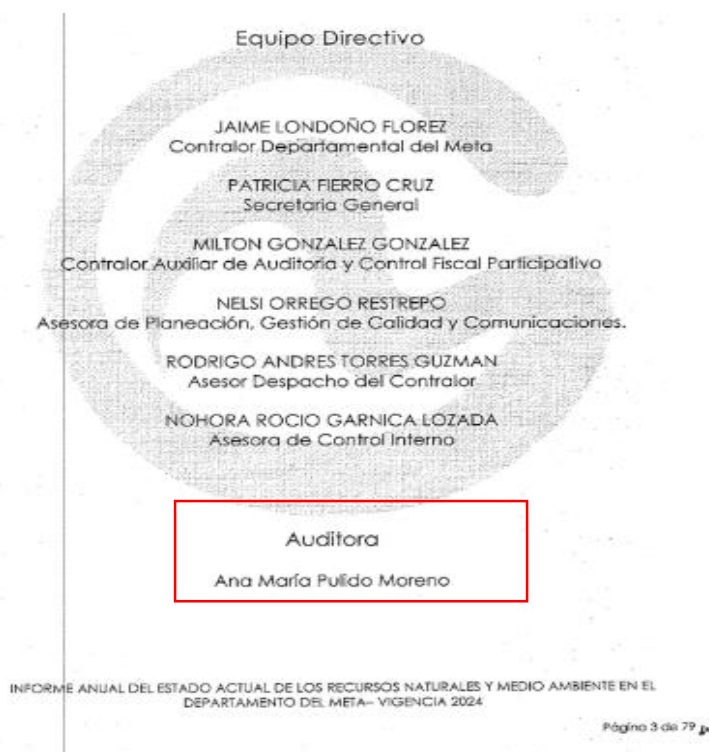 Equipo Directivo
JAIME LONDOÑO FLOREZ
Contralor Departamental del Meta
PATRICIA FIERRO CRUZ
Secretaria General
MILTON GONZALEZ GONZALEZ
Contralor Auxiliar de Auditoria y Control Fiscal Participativo
NELSI ORREGO RESTREPO
Asesora de Planeación, Gestión de Calidad y Comunicaciones.
RODRIGO ANDRES TORRES GUZMAN
Asesor Despacho del Contralor
NOHORA ROCIO GARNICA LOZADA
Asesora de Control Interno
Auditora
Ana María Pulido Moreno
INFORME ANUAL DEL ESTADO ACTUAL DE LOS RECURSOS NATURALES Y MEDIO AMBIENTE EN EL
DEPARTAMENTO DEL META– VIGENCIA 2024
Página 3 de 79